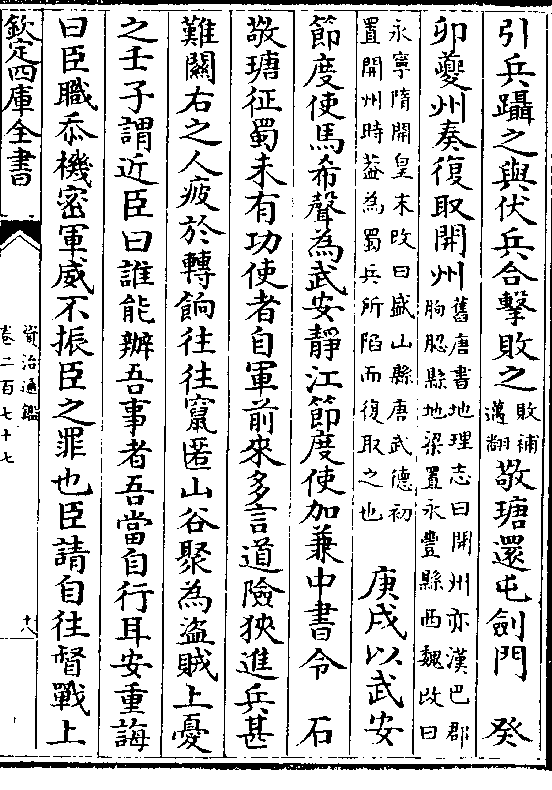 引兵躡之與伏兵合擊敗之敗補
邁翻敬瑭還屯劍門　癸
卯夔州奏復取開州舊唐書地理志曰開州亦漢巴郡
朐䏰縣地梁置永豐縣西魏改曰
永寧隋開皇末改曰盛山縣唐武德初
置開州時葢為蜀兵所陷而復取之也　庚戌以武安
節度使馬希聲為武安靜江節度使加兼中書令　石
敬瑭征蜀未有功使者自軍前來多言道險狹進兵甚
難關右之人疲於轉餉往往竄匿山谷聚為盜賊上憂
之壬子謂近臣曰誰能辦吾事者吾當自行耳安重誨
曰臣職忝機密軍威不振臣之罪也臣請自往督戰上
欽定四庫全書
資治通鑑
卷二百七十七
十八